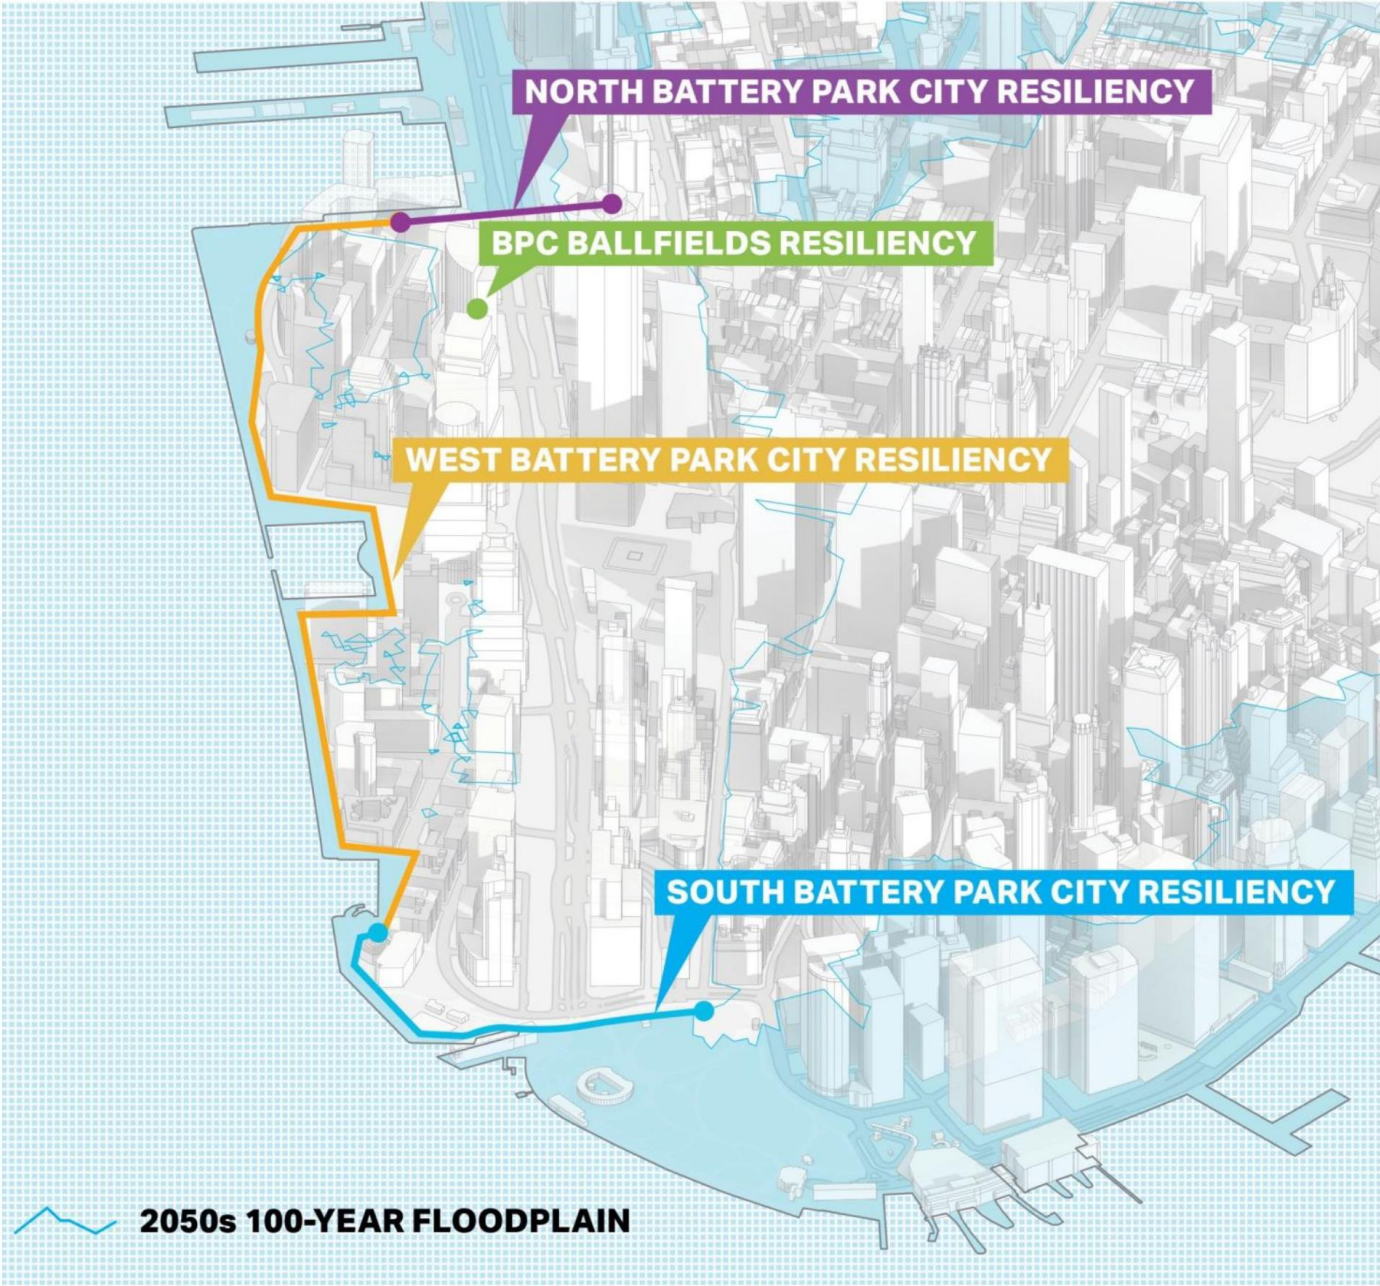 NORTH BATTERY PARK CITY RESILIENCY
BPC BALLFIELDS RESILIENCY
WEST BATTERY PARK CITY RESILIENCY
SOUTH BATTERY PARK CITY RESILIENCY
2050s 100-YEAR FLOODPLAIN